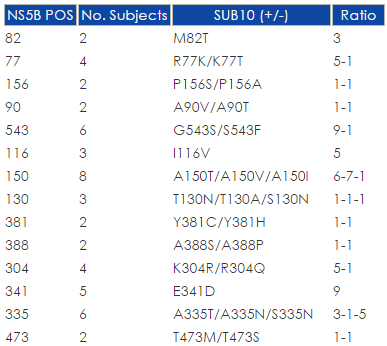 NS5B POS No. Subjects SUB10 (+/-) Ratio
82 2 M82T 3
77 4 R77K/K77T 5-1
156 2 P156S/P156A 1-1
90 2 A90V/A90T 1-1
543 6 G543S/S543F 9-1
116 3 I116V 5
150 8 A150T/A150V/A150I 6-7-1
130 3 T130N/T130A/S130N 1-1-1
381 2 Y381C/Y381H 1-1
388 2 A388S/A388P 1-1
304 4 K304R/R304Q 5-1
341 5 E341D 9
335 6 A335T/A335N/S335N 3-1-5
473 2 T473M/T473S 1-1